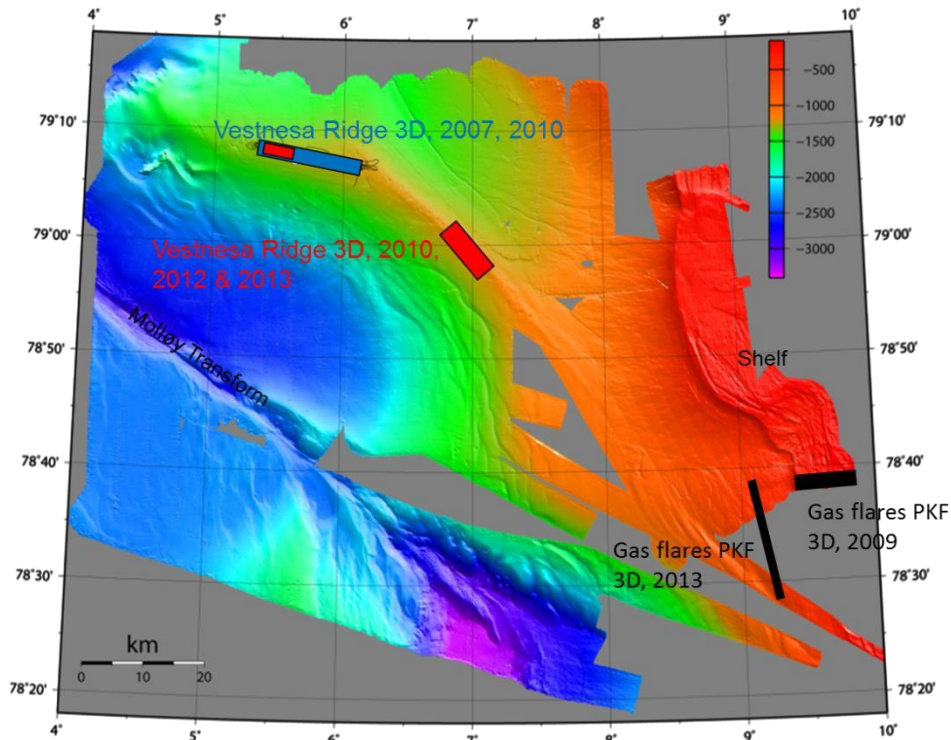 4° 5° 6° 7° 8° 9° 10°
−500
−1000
−1500
−2000
−2500
−3000
79°10'
79°10'
Vestnesa Ridge 3D, 2007, 2010
79°00'
79°00'
Vestnesa Ridge 3D, 2010,
2012 & 2013
Molløy Transform
78°50'
78°50'
Shelf
78°40'
78°40'
Gas flares PKF
3D, 2009
Gas flares PKF
3D, 2013
78°30'
78°30'
km
0 10 20
78°20'
78°20'
4° 5° 6° 7° 8° 9° 10°